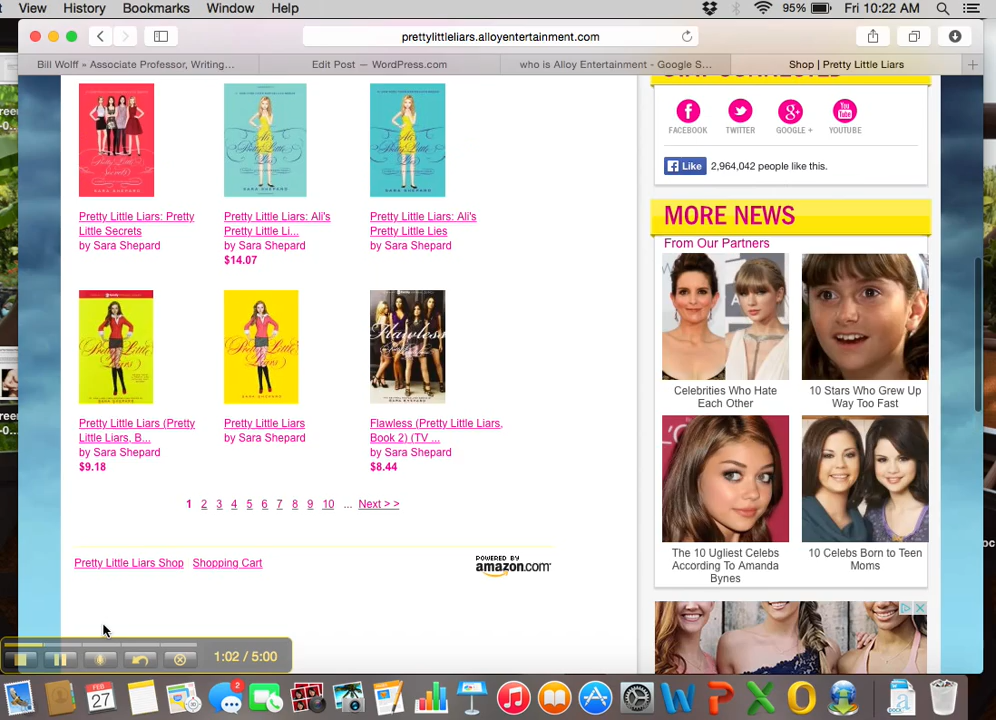 View History Bookmarks Window Help 95% Fri 10:22 AM
prettylittleliars.alloyentertainment.com
Bill Wolff » Associate Professor, Writing... Edit Post — WordPress.com who is Alloy Entertainment - Google S... Shop | Pretty Little Liars
Pretty Little Liars: Pretty
Little Secrets
by Sara Shepard
Pretty Little Liars: Ali's
Pretty Little Li...
by Sara Shepard
$14.07
Pretty Little Liars: Ali's
Pretty Little Lies
by Sara Shepard
Pretty Little Liars (Pretty
Little Liars, B...
by Sara Shepard
$9.18
Pretty Little Liars
by Sara Shepard
Flawless
Flawless (Pretty Little Liars,
Book 2) (TV ...
by Sara Shepard
$8.44
1 2 3 4 5 6 7 8 9 10 ... Next > >
Pretty Little Liars Shop Shopping Cart
POWERED BY
amazon.com
FACEBOOK TWITTER GOOGLE + YOUTUBE
Like 2,964,042 people like this.
MORE NEWS
From Our Partners
Celebrities Who Hate
Each Other
10 Stars Who Grew Up
Way Too Fast
The 10 Ugliest Celebs
According To Amanda
Bynes
10 Celebs Born to Teen
Moms
1:02 / 5:00
FEB
27
2